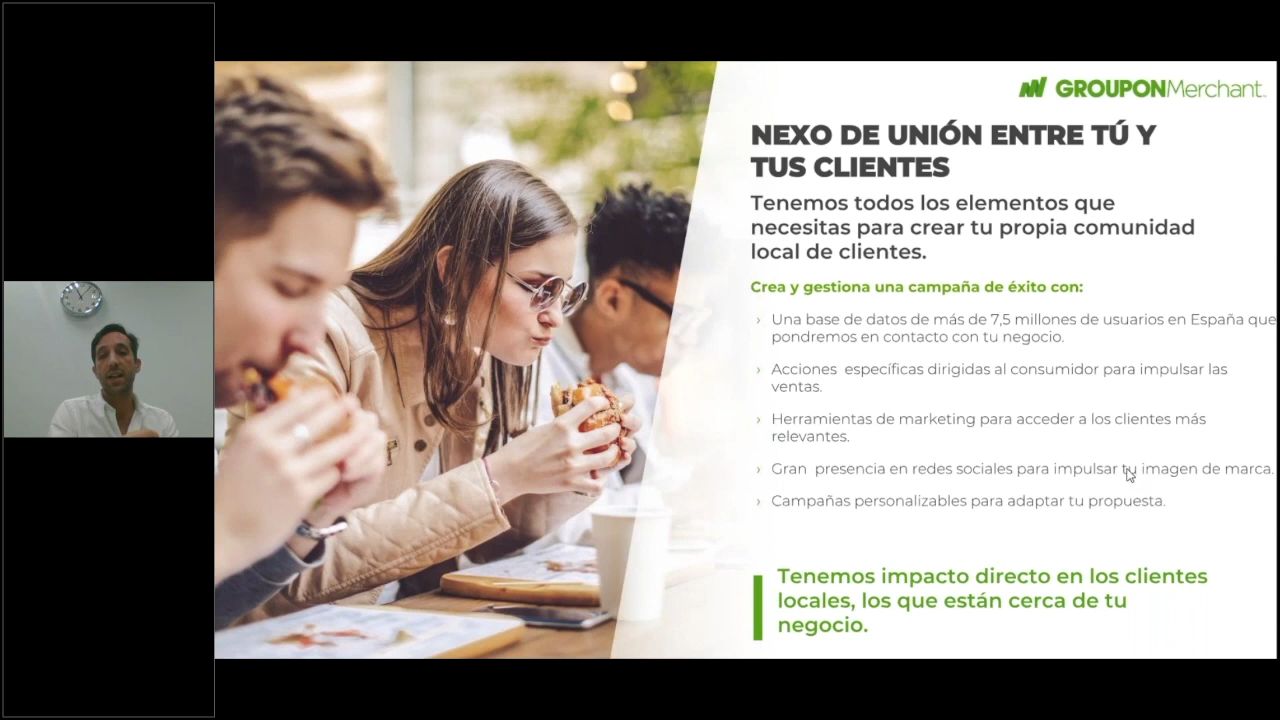 GROUPONMerchant
NEXO DE UNIÓN ENTRE TÚ Y
TUS CLIENTES
Tenemos todos los elementos que
necesitas para crear tu propia comunidad
local de clientes.
Crea y gestiona una campaña de éxito con:
› Una base de datos de más de 7,5 millones de usuarios en España que
pondremos en contacto con tu negocio.
› Acciones específicas dirigidas al consumidor para impulsar las
ventas.
› Herramientas de marketing para acceder a los clientes más
relevantes.
› Gran presencia en redes sociales para impulsar tu imagen de marca.
› Campañas personalizables para adaptar tu propuesta.
Tenemos impacto directo en los clientes
locales, los que están cerca de tu
negocio.